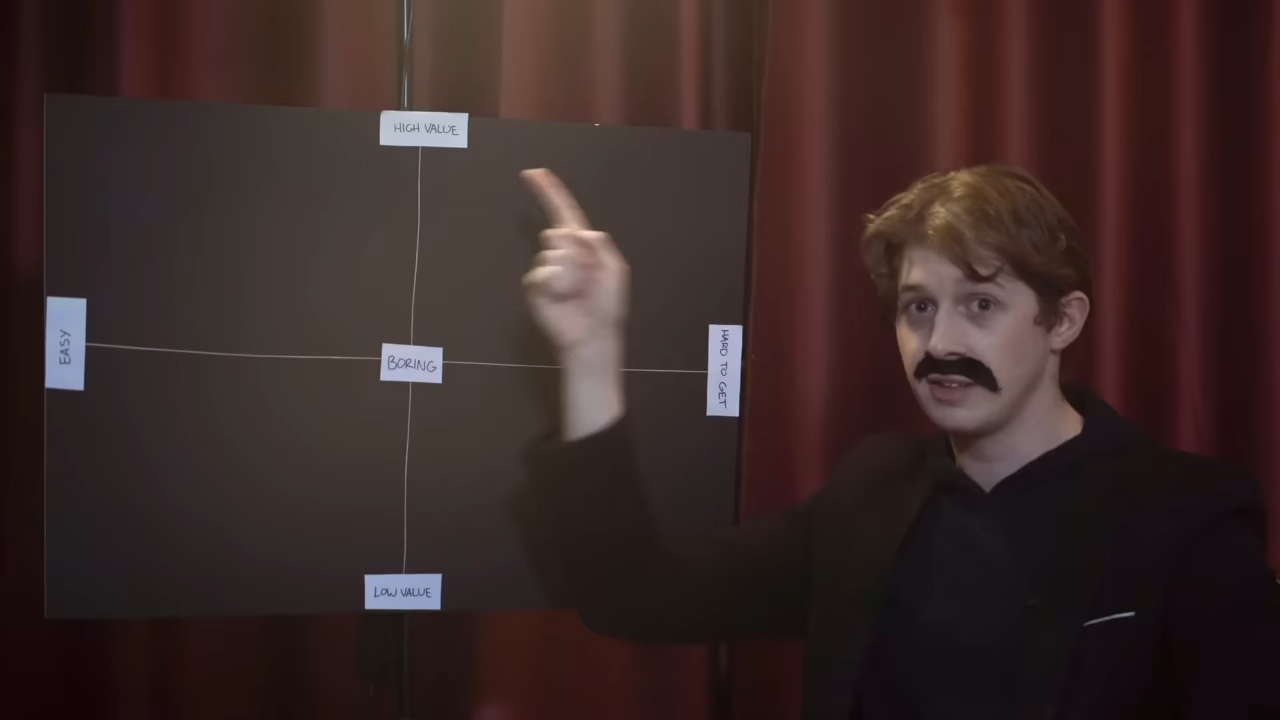 HIGH VALUE
EASY
BORING
HARD TO GET
LOW VALUE